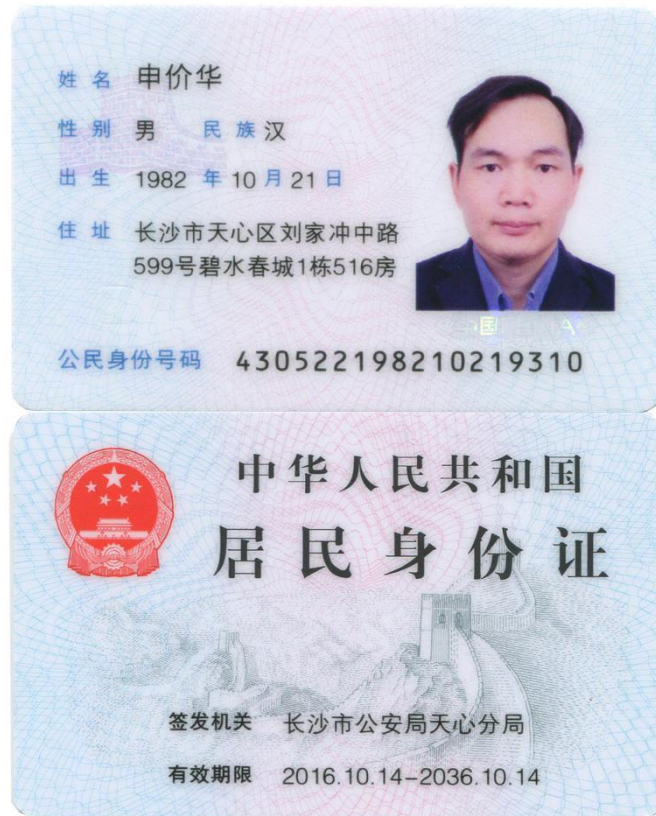 姓名 申价华
性别 男 民族 汉
出生 1982 年 10 月 21 日
住址 长沙市天心区刘家冲中路
599号碧水春城1栋516房
公民身份号码 430522198210219310
中华人民共和国
居民身份证
签发机关 长沙市公安局天心分局
有效期限 2016.10.14-2036.10.14